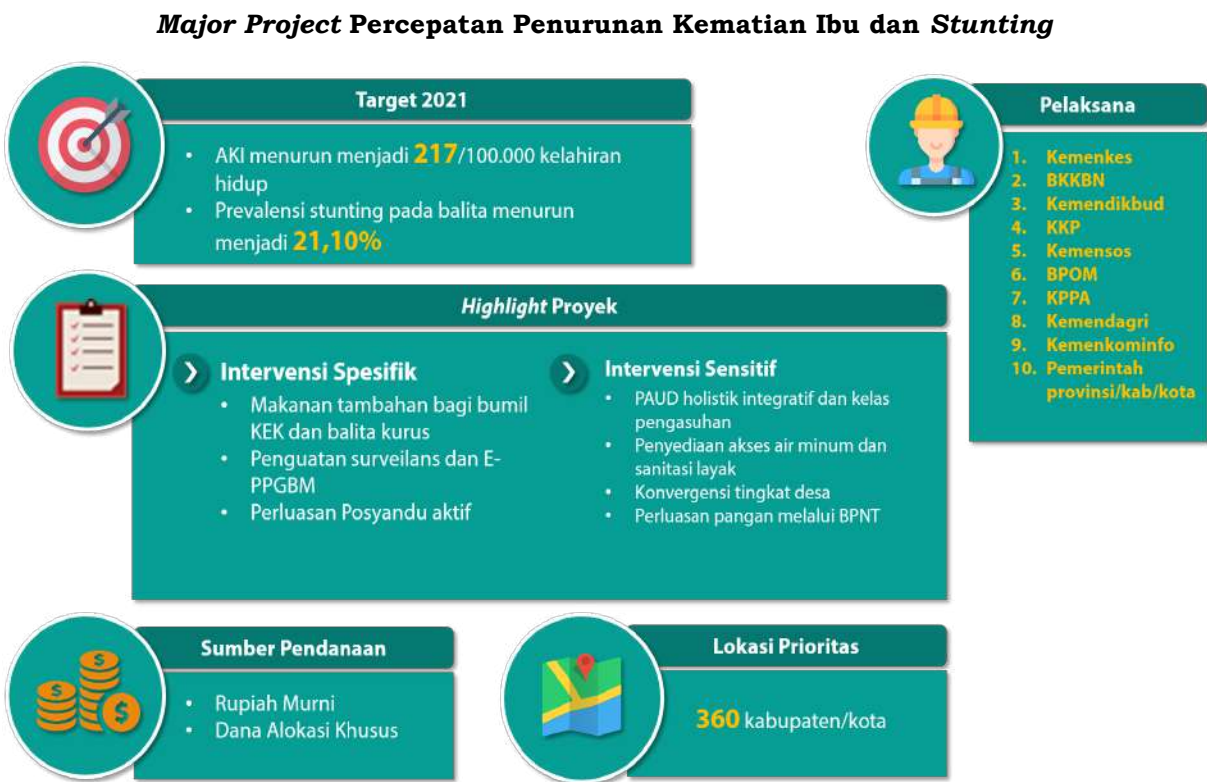 Major Project Percepatan Penurunan Kematian Ibu dan Stunting
Target 2021
• AKI menurun menjadi 217/100.000 kelahiran
hidup
• Prevalensi stunting pada balita menurun
menjadi 21,10%
Pelaksana
1. Kemenkes
2. BKKBN
3. Kemendikbud
4. KKP
5. Kemensos
6. BPOM
7. KPPA
8. Kemendagri
9. Kemenkominfo
10. Pemerintah
provinsi/kab/kota
Highlight Proyek
Intervensi Spesifik
• Makanan tambahan bagi bumil
KEK dan balita kurus
• Penguatan surveilans dan E-
PPGBM
• Perluasan Posyandu aktif
Intervensi Sensitif
• PAUD holistik integratif dan kelas
pengasuhan
• Penyediaan akses air minum dan
sanitasi layak
• Konvergensi tingkat desa
• Perluasan pangan melalui BPNT
Sumber Pendanaan
• Rupiah Murni
• Dana Alokasi Khusus
Lokasi Prioritas
360 kabupaten/kota